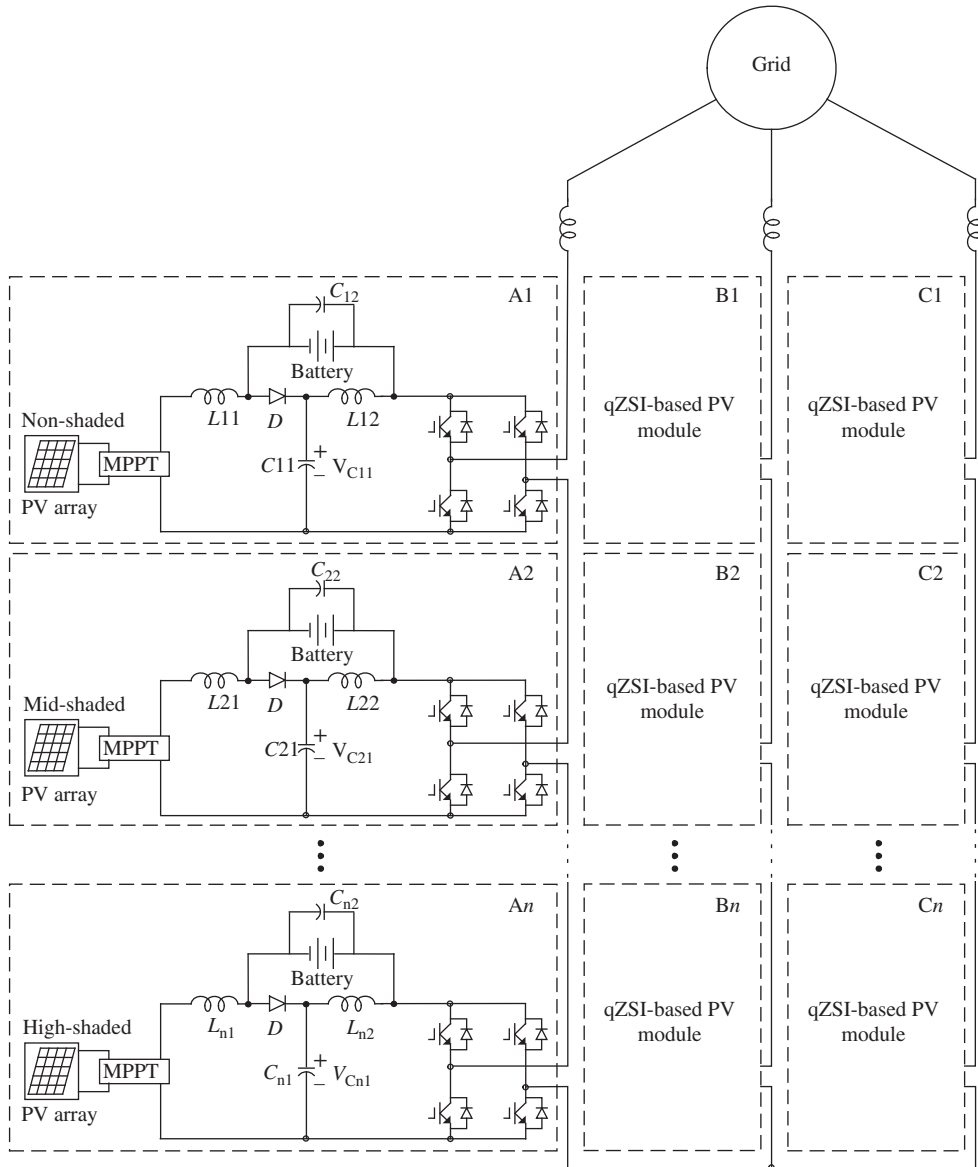 Grid
A1
B1
C1
C12
Battery
L11
D
L12
Non-shaded
MPPT
PV array
C11
+
−
VC11
qZSI-based PV
module
qZSI-based PV
module
A2
B2
C2
C22
Battery
L21
D
L22
Mid-shaded
MPPT
PV array
C21
+
−
VC21
qZSI-based PV
module
qZSI-based PV
module
An
Bn
Cn
Cn2
Battery
Ln1
D
Ln2
High-shaded
MPPT
PV array
Cn1
+
−
VCn1
qZSI-based PV
module
qZSI-based PV
module